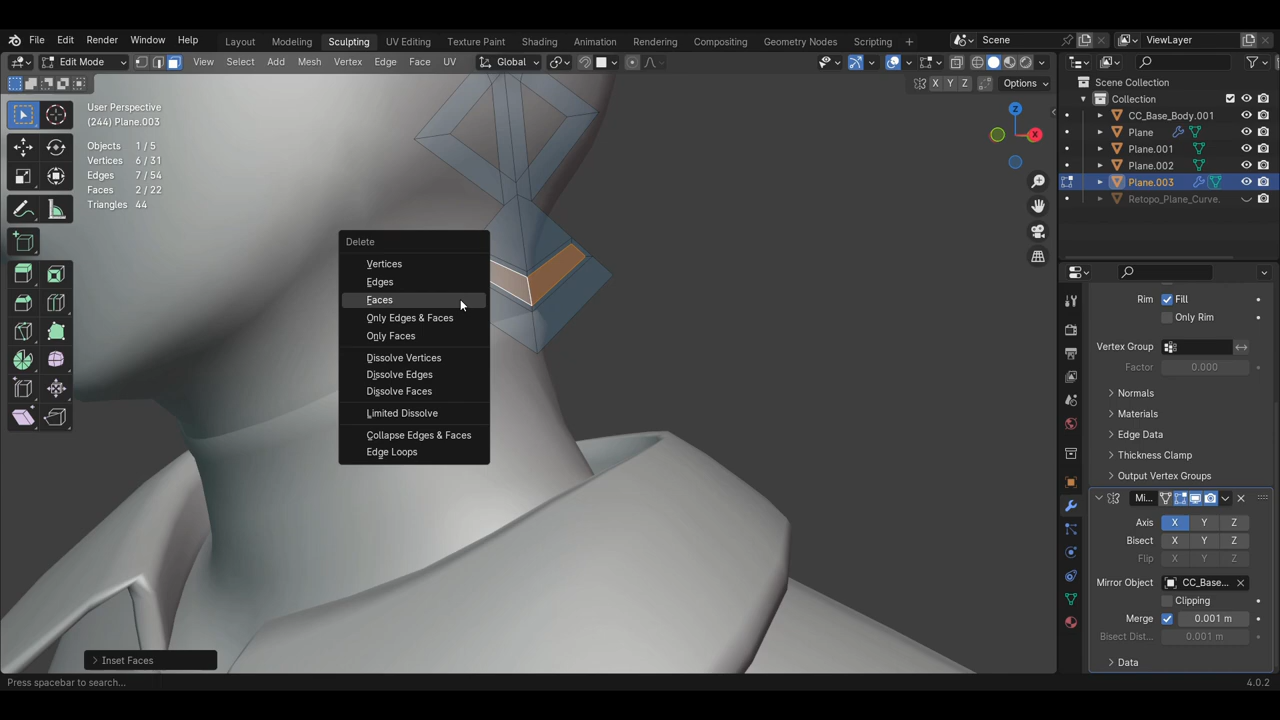 File Edit Render Window Help
Layout Modeling Sculpting UV Editing Texture Paint Shading Animation Rendering Compositing Geometry Nodes Scripting +
Scene
ViewLayer
Edit Mode
View Select Add Mesh Vertex Edge Face UV
Global
X Y Z Options
User Perspective
(244) Plane.003
Objects 1 / 5
Vertices 6 / 31
Edges 7 / 54
Faces 2 / 22
Triangles 44
Z
X
Delete
Vertices
Edges
Faces
Only Edges & Faces
Only Faces
Dissolve Vertices
Dissolve Edges
Dissolve Faces
Limited Dissolve
Collapse Edges & Faces
Edge Loops
Inset Faces
Press spacebar to search...
Scene Collection
Collection
CC_Base_Body.001
Plane
Plane.001
Plane.002
Plane.003
Retopo_Plane_Curve.
Rim Fill
Only Rim
Vertex Group
Factor 0.000
Normals
Materials
Edge Data
Thickness Clamp
Output Vertex Groups
Mi...
Axis X Y Z
Bisect X Y Z
Flip X Y Z
Mirror Object CC_Base...
Clipping
Merge 0.001 m
Bisect Dist... 0.001 m
Data
4.0.2